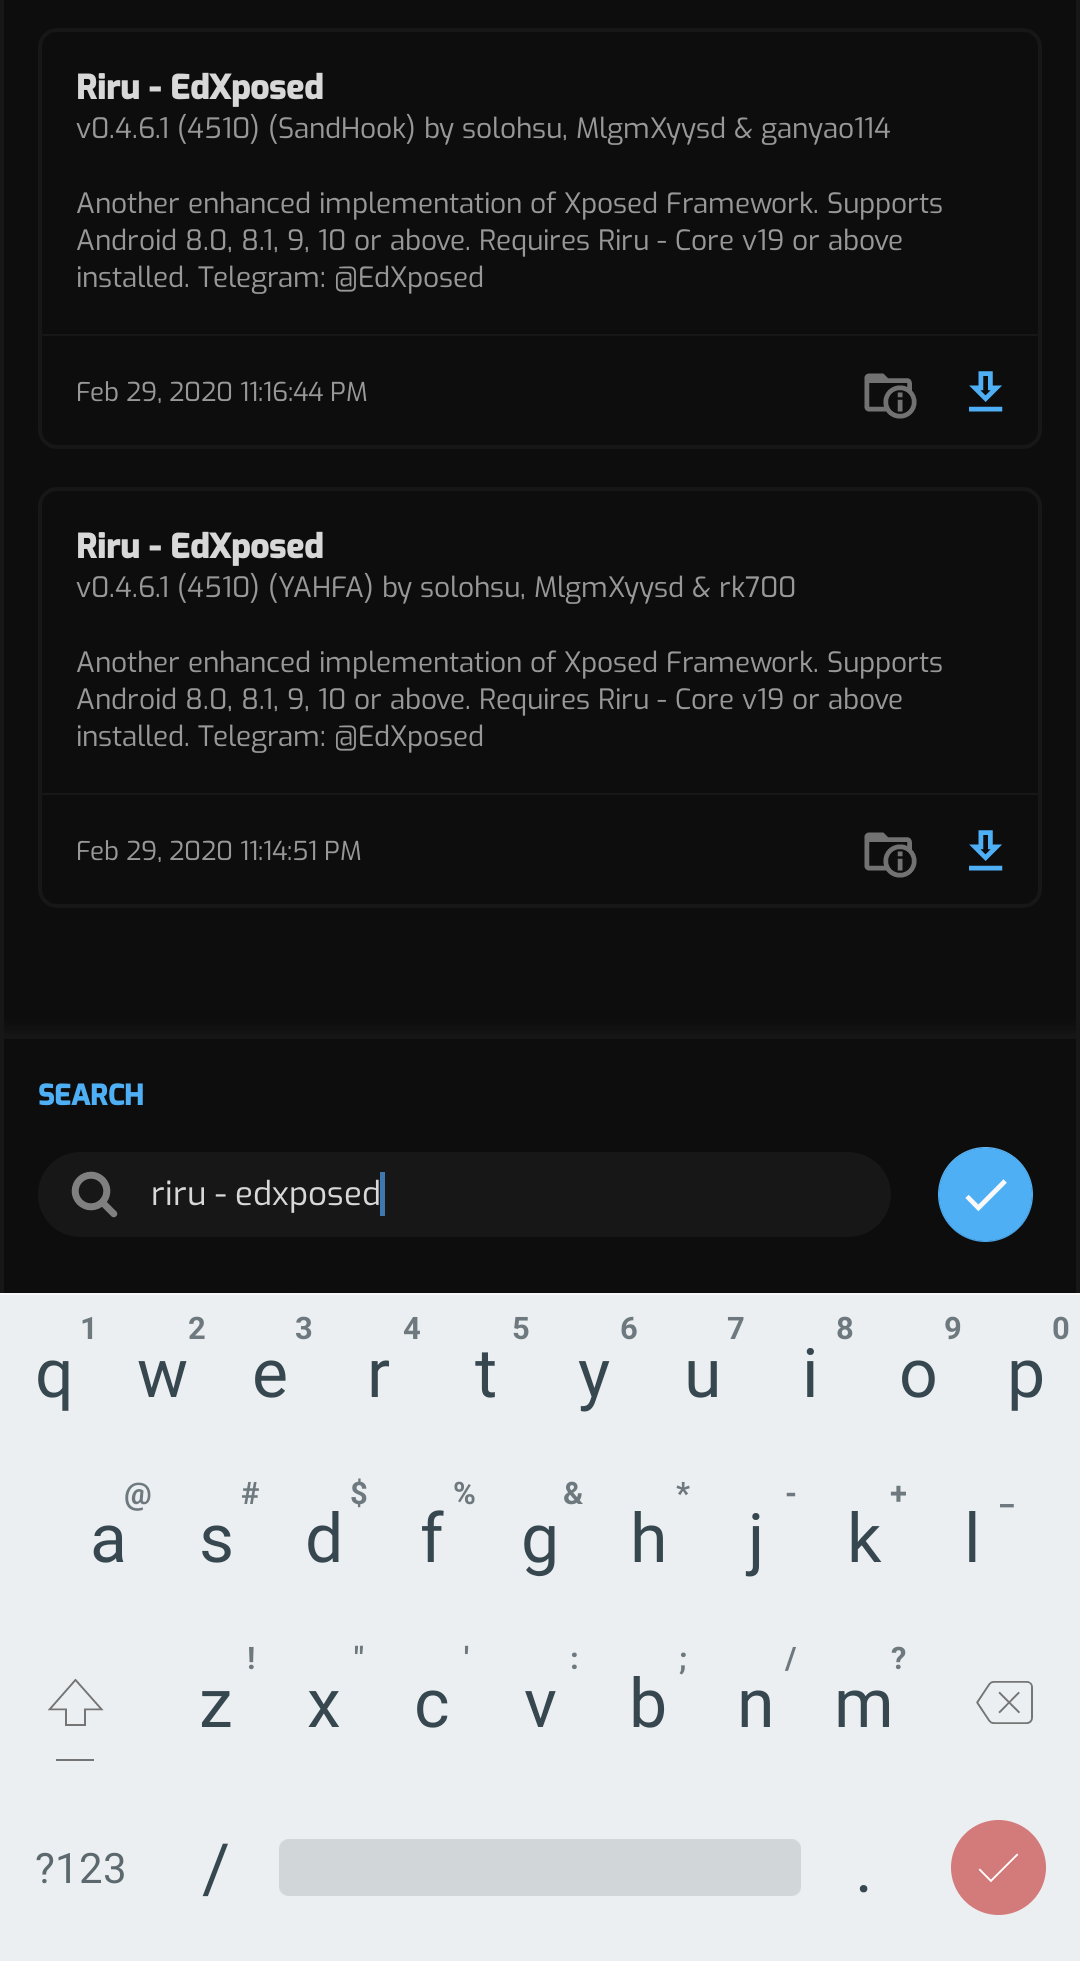 Riru - EdXposed
v0.4.6.1 (4510) (SandHook) by solohsu, MlgmXyysd & ganyao114
Another enhanced implementation of Xposed Framework. Supports
Android 8.0, 8.1, 9, 10 or above. Requires Riru - Core v19 or above
installed. Telegram: @EdXposed
Feb 29, 2020 11:16:44 PM
Riru - EdXposed
v0.4.6.1 (4510) (YAHFA) by solohsu, MlgmXyysd & rk700
Another enhanced implementation of Xposed Framework. Supports
Android 8.0, 8.1, 9, 10 or above. Requires Riru - Core v19 or above
installed. Telegram: @EdXposed
Feb 29, 2020 11:14:51 PM
SEARCH
riru - edxposed
1 2 3 4 5 6 7 8 9 0
q w e r t y u i o p
@ # $ % & * - + _
a s d f g h j k l
! " ' : ; / ?
z x c v b n m
?123 / .